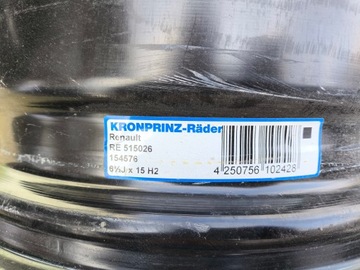 KRONPRINZ-Räder
Renault
RE 515026
154576
6½J x 15 H2
4 250756 102428